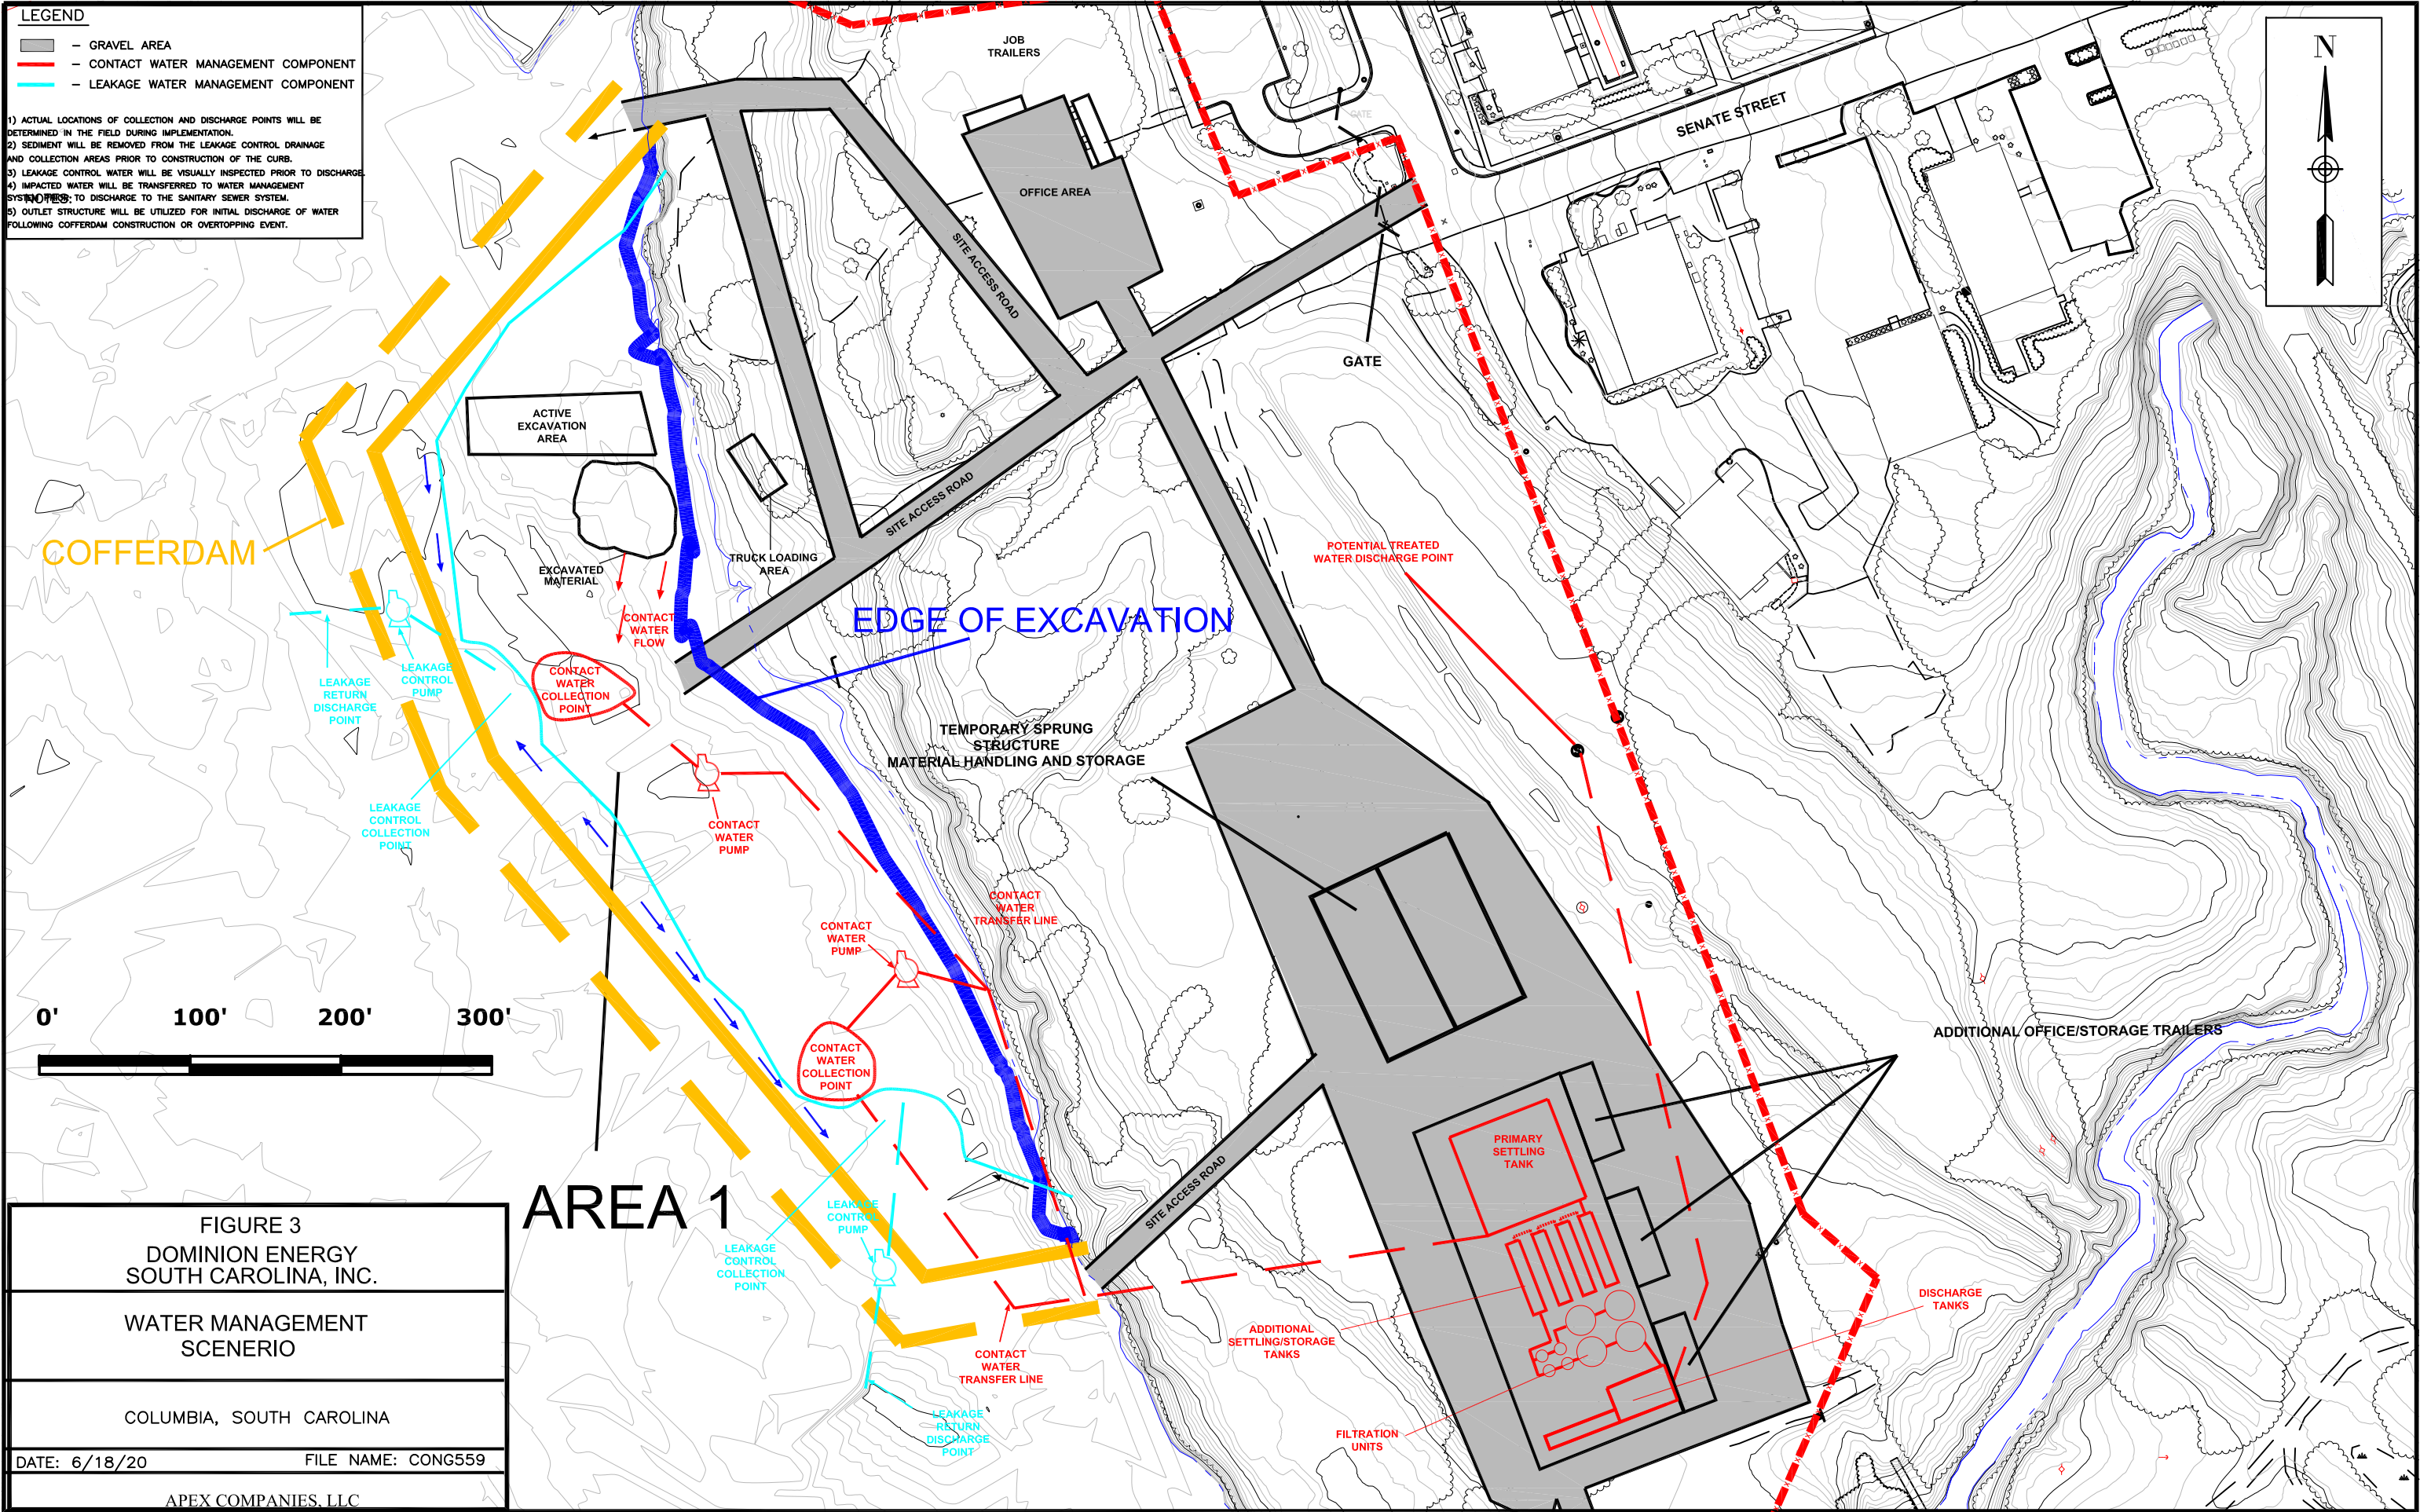 LEGEND
– GRAVEL AREA
– CONTACT WATER MANAGEMENT COMPONENT
– LEAKAGE WATER MANAGEMENT COMPONENT
1) ACTUAL LOCATIONS OF COLLECTION AND DISCHARGE POINTS WILL BE
DETERMINED IN THE FIELD DURING IMPLEMENTATION.
2) SEDIMENT WILL BE REMOVED FROM THE LEAKAGE CONTROL DRAINAGE
AND COLLECTION AREAS PRIOR TO CONSTRUCTION OF THE CURB.
3) LEAKAGE CONTROL WATER WILL BE VISUALLY INSPECTED PRIOR TO DISCHARGE.
4) IMPACTED WATER WILL BE TRANSFERRED TO WATER MANAGEMENT
SYSTEM PRIOR TO DISCHARGE TO THE SANITARY SEWER SYSTEM.
NOTES:
5) OUTLET STRUCTURE WILL BE UTILIZED FOR INITIAL DISCHARGE OF WATER
FOLLOWING COFFERDAM CONSTRUCTION OR OVERTOPPING EVENT.
JOB
TRAILERS
OFFICE AREA
GATE
SENATE STREET
N
SITE ACCESS ROAD
GATE
ACTIVE
EXCAVATION
AREA
SITE ACCESS ROAD
COFFERDAM
EXCAVATED
MATERIAL
TRUCK LOADING
AREA
POTENTIAL TREATED
WATER DISCHARGE POINT
CONTACT
WATER
FLOW
EDGE OF EXCAVATION
LEAKAGE
CONTROL
PUMP
LEAKAGE
RETURN
DISCHARGE
POINT
CONTACT
WATER
COLLECTION
POINT
TEMPORARY SPRUNG
STRUCTURE
MATERIAL HANDLING AND STORAGE
S
LEAKAGE
CONTROL
COLLECTION
POINT
CONTACT
WATER
PUMP
CONTACT
WATER
TRANSFER LINE
CONTACT
WATER
PUMP
0' 100' 200' 300'
ADDITIONAL OFFICE/STORAGE TRAILERS
CONTACT
WATER
COLLECTION
POINT
PRIMARY
SETTLING
TANK
SITE ACCESS ROAD
AREA 1
LEAKAGE
CONTROL
PUMP
LEAKAGE
CONTROL
COLLECTION
POINT
DISCHARGE
TANKS
ADDITIONAL
SETTLING/STORAGE
TANKS
CONTACT
WATER
TRANSFER LINE
LEAKAGE
RETURN
DISCHARGE
POINT
FILTRATION
UNITS
FIGURE 3
DOMINION ENERGY
SOUTH CAROLINA, INC.
WATER MANAGEMENT
SCENERIO
COLUMBIA, SOUTH CAROLINA
DATE: 6/18/20 FILE NAME: CONG559
APEX COMPANIES, LLC